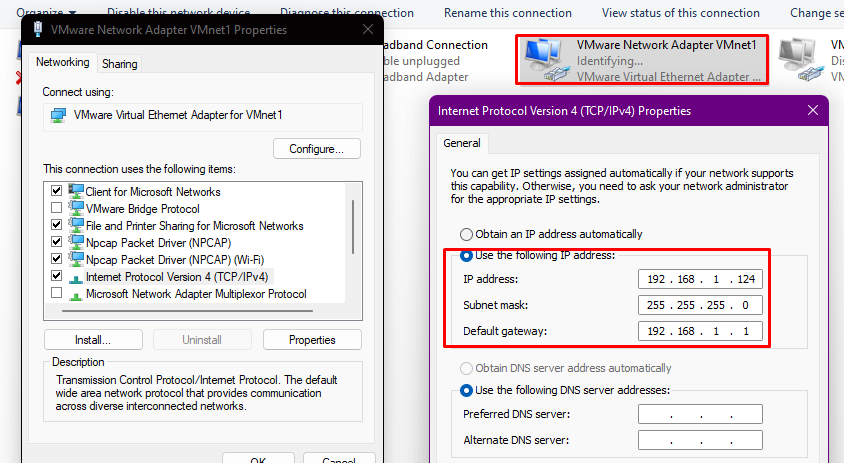 Organize Disable this network device Diagnose this connection Rename this connection View status of this connection Change se
VMware Network Adapter VMnet1 Properties
Networking Sharing
Connect using:
VMware Virtual Ethernet Adapter for VMnet1
Configure...
This connection uses the following items:
Client for Microsoft Networks
VMware Bridge Protocol
File and Printer Sharing for Microsoft Networks
Npcap Packet Driver (NPCAP)
Npcap Packet Driver (NPCAP) (Wi-Fi)
Internet Protocol Version 4 (TCP/IPv4)
Microsoft Network Adapter Multiplexor Protocol
Install... Uninstall Properties
Description
Transmission Control Protocol/Internet Protocol. The default
wide area network protocol that provides communication
across diverse interconnected networks.
OK Cancel
adband Connection
ble unplugged
adband Adapter
VMware Network Adapter VMnet1
Identifying...
VMware Virtual Ethernet Adapter ...
VM
Dis
VM
Internet Protocol Version 4 (TCP/IPv4) Properties
General
You can get IP settings assigned automatically if your network supports
this capability. Otherwise, you need to ask your network administrator
for the appropriate IP settings.
Obtain an IP address automatically
Use the following IP address:
IP address: 192 . 168 . 1 . 124
Subnet mask: 255 . 255 . 255 . 0
Default gateway: 192 . 168 . 1 . 1
Obtain DNS server address automatically
Use the following DNS server addresses:
Preferred DNS server: . . .
Alternate DNS server: . . .